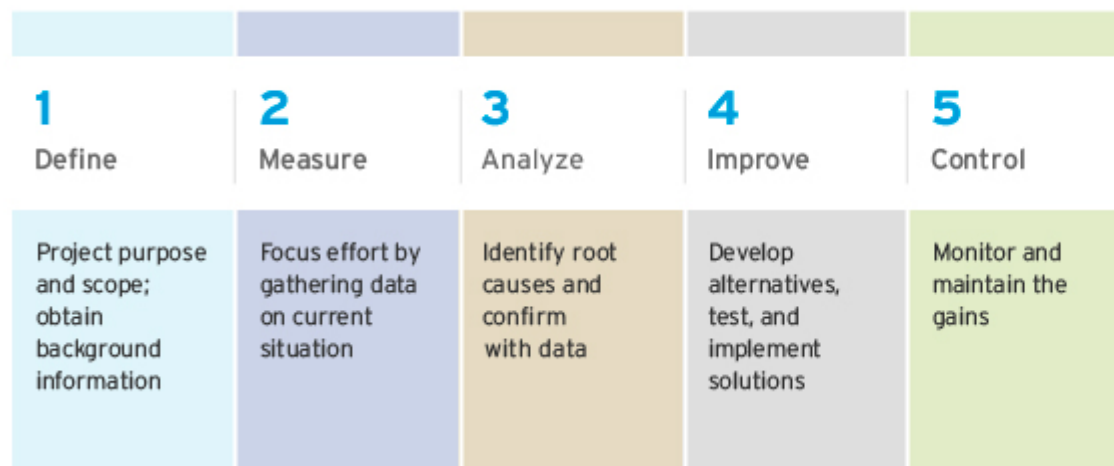 1
Define
Project purpose
and scope;
obtain
background
information
2
Measure
Focus effort by
gathering data
on current
situation
3
Analyze
Identify root
causes and
confirm
with data
4
Improve
Develop
alternatives,
test, and
implement
solutions
5
Control
Monitor and
maintain the
gains